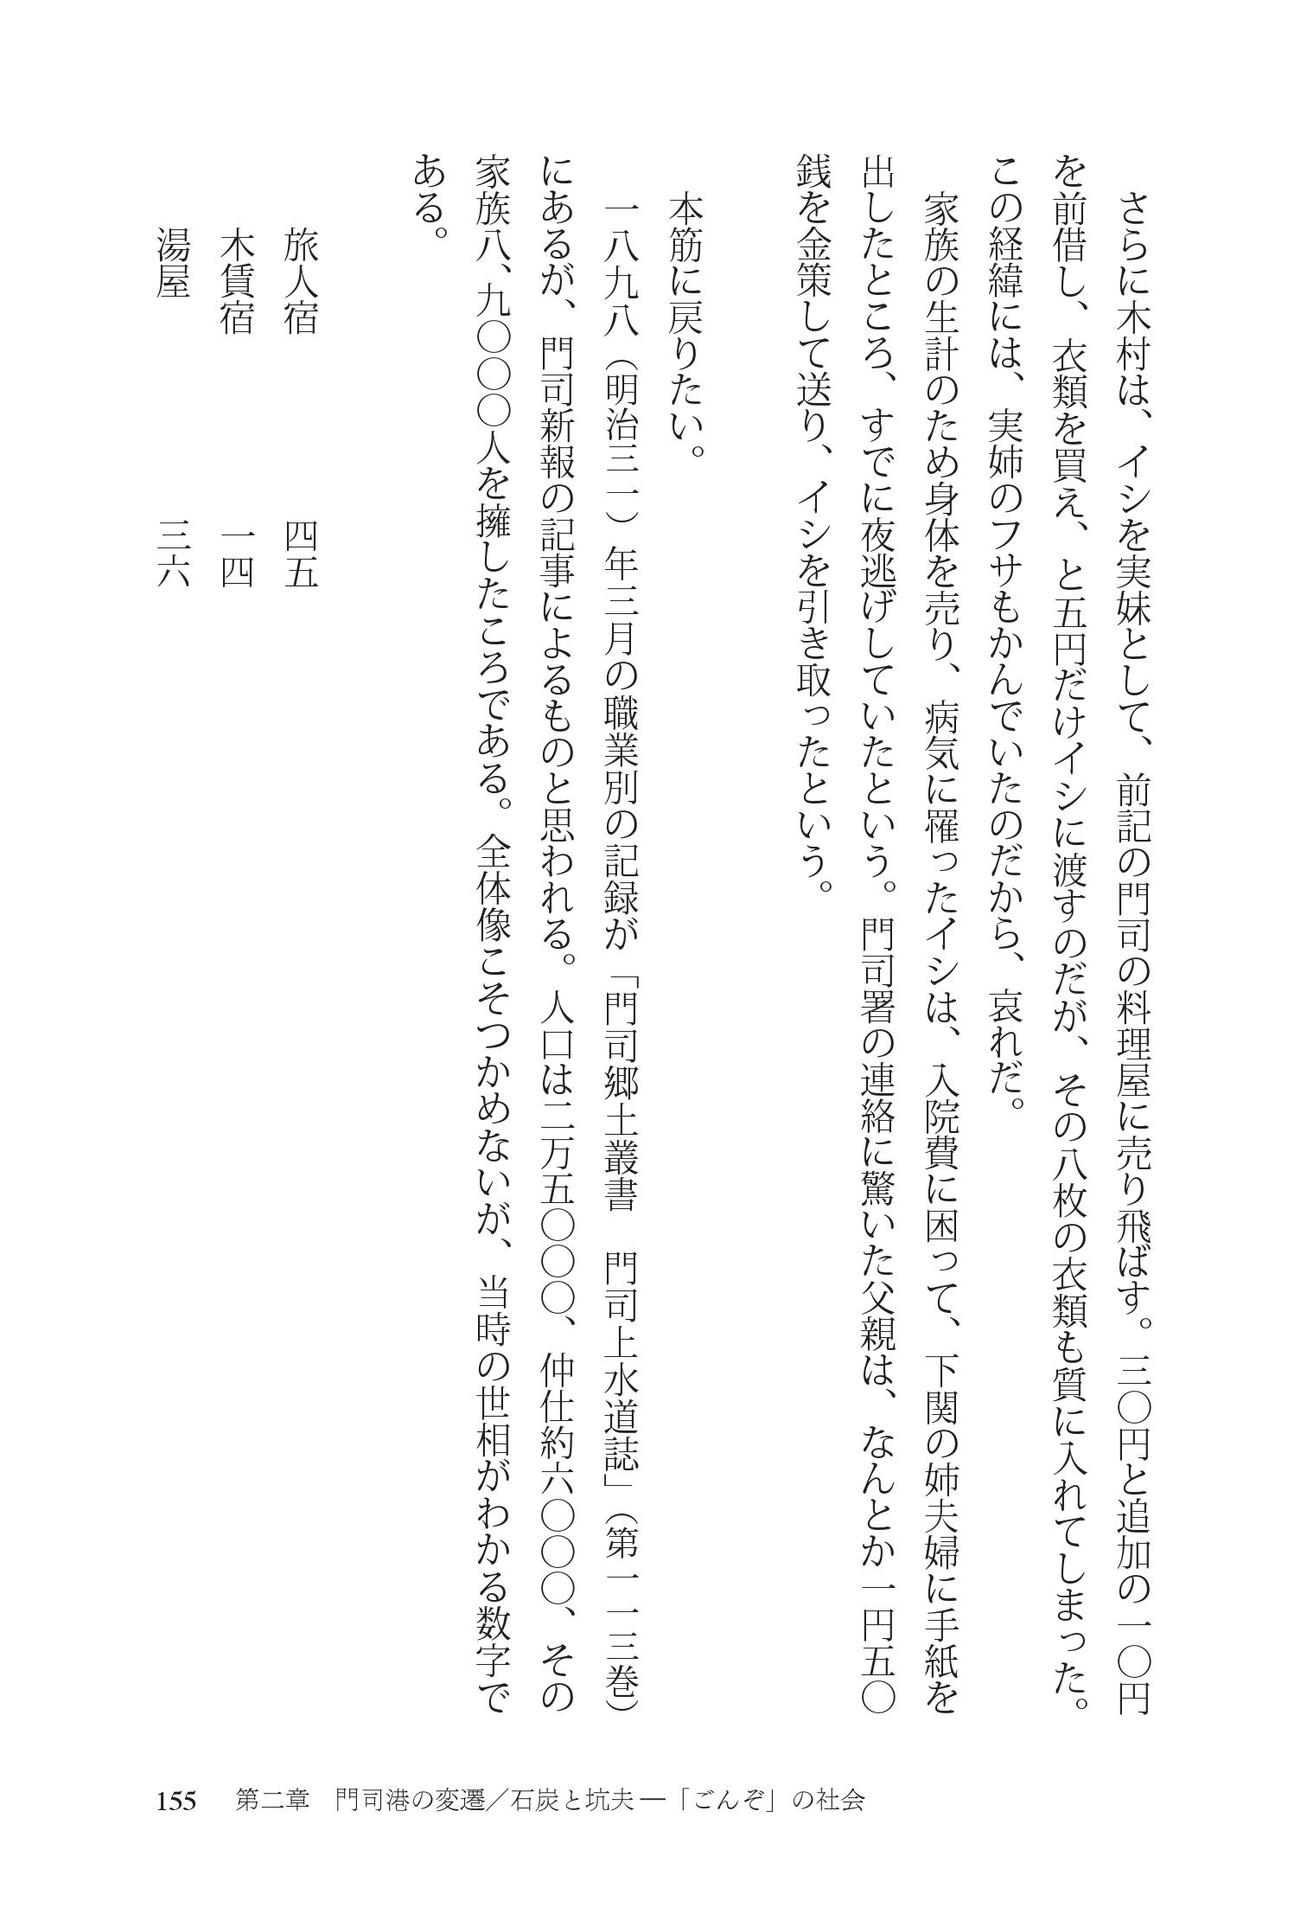 さらに木村は、イシを実妹として、前記の門司の料理屋に売り飛ばす。三〇円と追加の一〇円
を前借し、衣類を買え、と五円だけイシに渡すのだが、その八枚の衣類も質に入れてしまった。
この経緯には、実姉のフサもかんでいたのだから、哀れだ。
家族の生計のため身体を売り、病気に罹ったイシは、入院費に困って、下関の姉夫婦に手紙を
出したところ、すでに夜逃げしていたという。門司署の連絡に驚いた父親は、なんとか一円五〇
銭を金策して送り、イシを引き取ったという。
本筋に戻りたい。
一八九八（明治三一）年三月の職業別の記録が「門司郷土叢書　門司上水道誌」（第一一三巻）
にあるが、門司新報の記事によるものと思われる。人口は二万五〇〇〇、仲仕約六〇〇〇、その
家族八、九〇〇〇人を擁したころである。全体像こそつかめないが、当時の世相がわかる数字で
ある。
旅人宿　四五
木賃宿　一四
湯屋　三六
155　第二章　門司港の変遷／石炭と坑夫―「ごんぞ」の社会